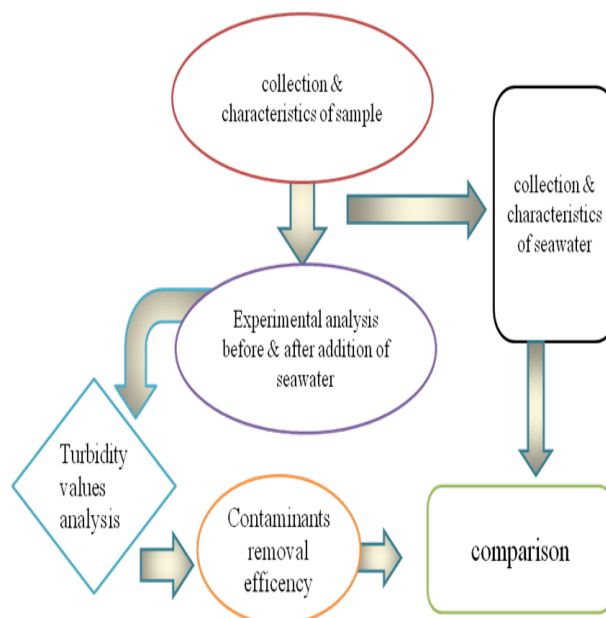 collection &
characteristics of sample
collection &
characteristics
of seawater
Experimental analysis
before & after addition of
seawater
Turbidity
values
analysis
Contaminants
removal
efficency
comparison